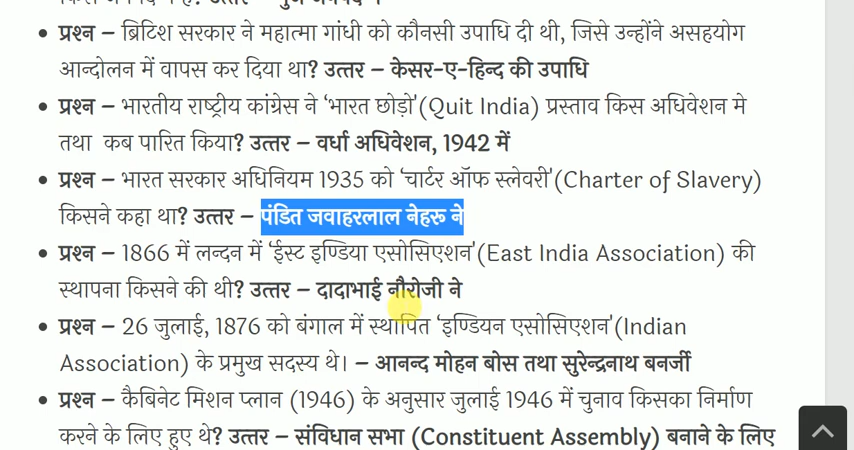 प्रश्न – ब्रिटिश सरकार ने महात्मा गांधी को कौनसी उपाधि दी थी, जिसे उन्होंने असहयोग
आन्दोलन में वापस कर दिया था? उत्तर – केसर-ए-हिन्द की उपाधि
प्रश्न – भारतीय राष्ट्रीय कांग्रेस ने ‘भारत छोड़ो’(Quit India) प्रस्ताव किस अधिवेशन मे
तथा कब पारित किया? उत्तर – वर्धा अधिवेशन, 1942 में
प्रश्न – भारत सरकार अधिनियम 1935 को ‘चार्टर ऑफ स्लेवरी’(Charter of Slavery)
किसने कहा था? उत्तर – पंडित जवाहरलाल नेहरू ने
प्रश्न – 1866 में लन्दन में ‘ईस्ट इण्डिया एसोसिएशन’(East India Association) की
स्थापना किसने की थी? उत्तर – दादाभाई नौरोजी ने
प्रश्न – 26 जुलाई, 1876 को बंगाल में स्थापित ‘इण्डियन एसोसिएशन’(Indian
Association) के प्रमुख सदस्य थे। – आनन्द मोहन बोस तथा सुरेन्द्रनाथ बनर्जी
प्रश्न – कैबिनेट मिशन प्लान (1946) के अनुसार जुलाई 1946 में चुनाव किसका निर्माण
करने के लिए हुए थे? उत्तर – संविधान सभा (Constituent Assembly) बनाने के लिए